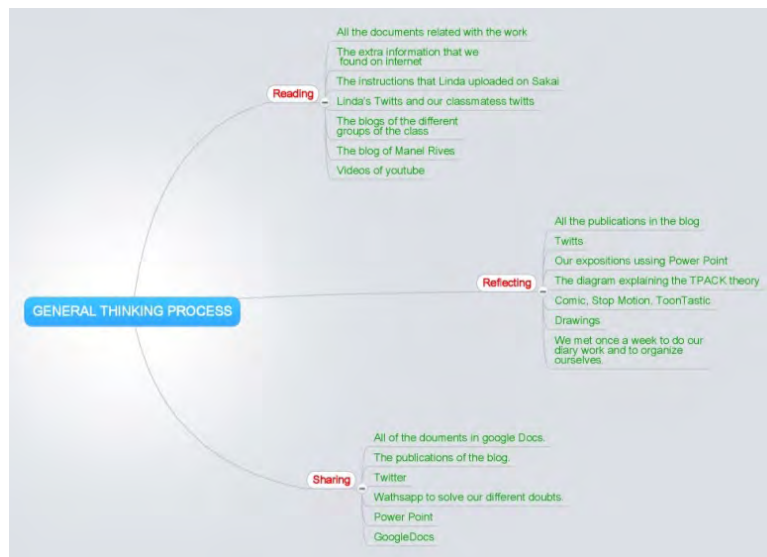 All the documents related with the work
The extra information that we
found on internet
Reading
The instructions that Linda uploaded on Sakai
Linda's Twitts and our classmatess twitts
The blogs of the different
groups of the class
The blog of Manel Rives
Videos of youtube
All the publications in the blog
Twitts
Our expositions ussing Power Point
Reflecting
The diagram explaining the TPACK theory
Comic, Stop Motion, ToonTastic
Drawings
We met once a week to do our
diary work and to organize
ourselves.
GENERAL THINKING PROCESS
All of the douments in google Docs.
The publications of the blog.
Sharing
Twitter
Wathsapp to solve our different doubts.
Power Point
GoogleDocs